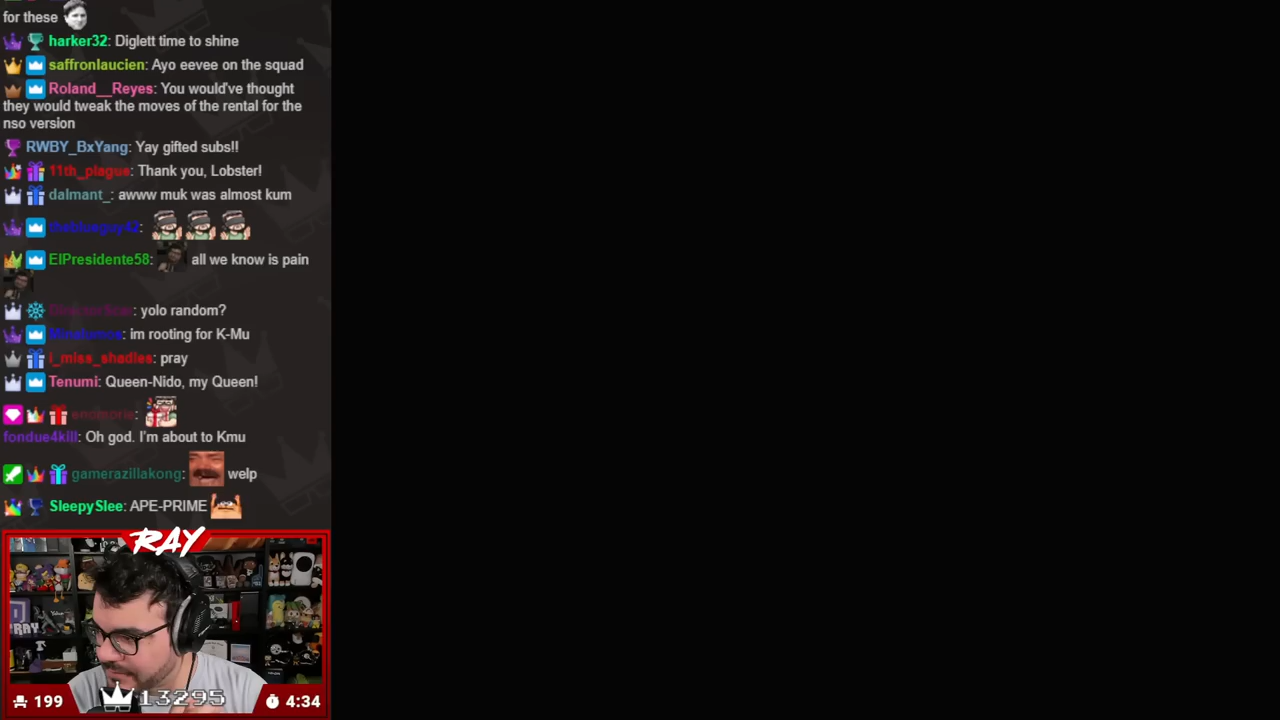 for these
harker32: Diglett time to shine
saffronlaucien: Ayo eevee on the squad
Roland__Reyes: You would've thought
they would tweak the moves of the rental for the
nso version
RWBY_BxYang: Yay gifted subs!!
11th_plague: Thank you, Lobster!
dalmant_: awww muk was almost kum
theblueguy42:
ElPresidente58: all we know is pain
: yolo random?
: im rooting for K-Mu
i_miss_shadles: pray
Tenumi: Queen-Nido, my Queen!
fondue4kill: Oh god. I'm about to Kmu
gamerazillakong: welp
SleepySlee: APE-PRIME
RAY
199
13295
4:34